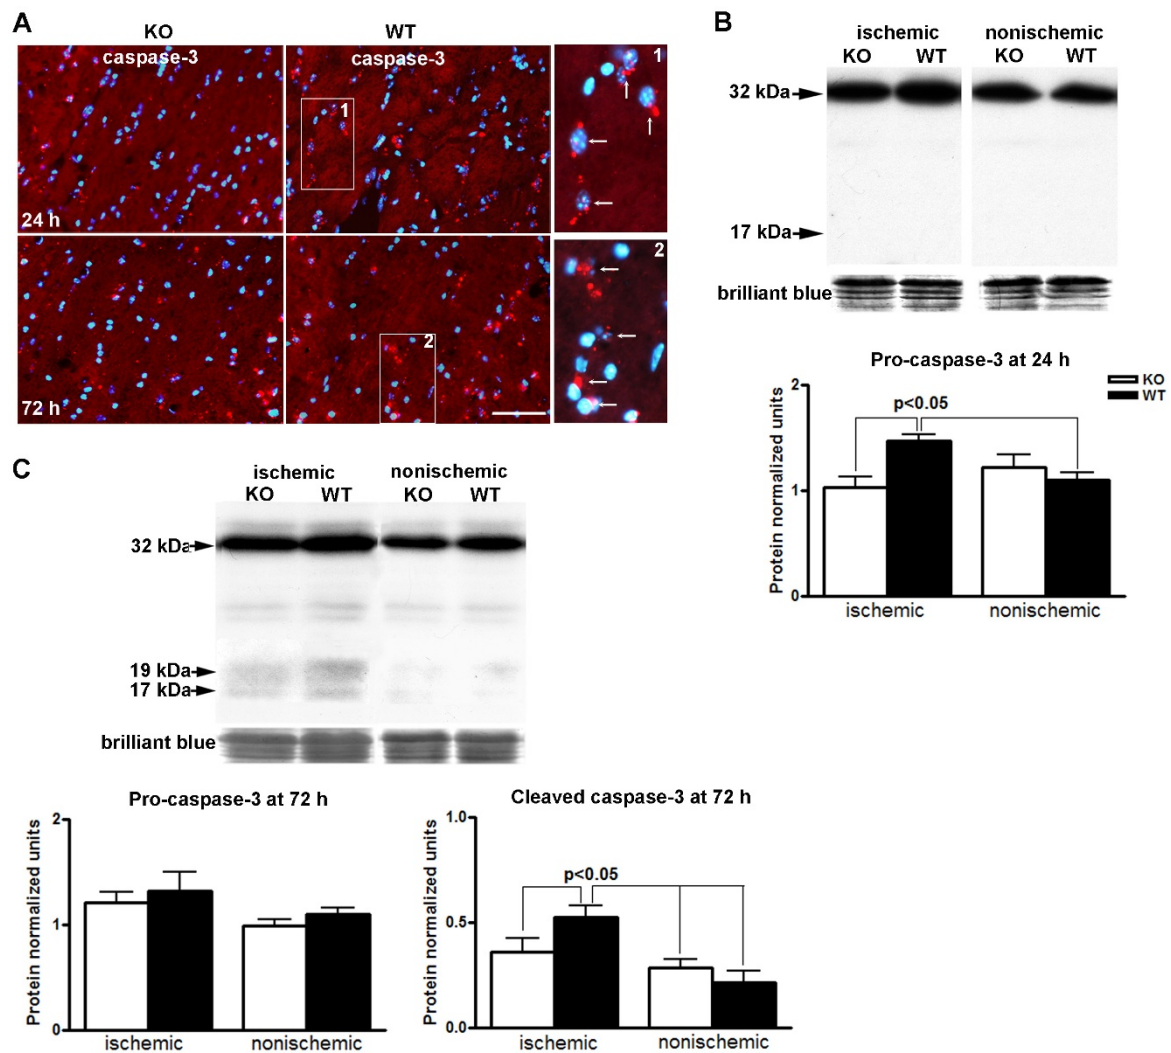 A
KO
WT
caspase-3
caspase-3
1
1
24 h
2
2
72 h
B
ischemic
nonischemic
KO
WT
KO
WT
32 kDa
17 kDa
brilliant blue
Pro-caspase-3 at 24 h
KO
WT
Protein normalized units
2
1
0
p<0.05
ischemic
nonischemic
C
ischemic
nonischemic
KO
WT
KO
WT
32 kDa
19 kDa
17 kDa
brilliant blue
Pro-caspase-3 at 72 h
Protein normalized units
2
1
0
ischemic
nonischemic
Cleaved caspase-3 at 72 h
Protein normalized units
1.0
0.5
0.0
p<0.05
ischemic
nonischemic